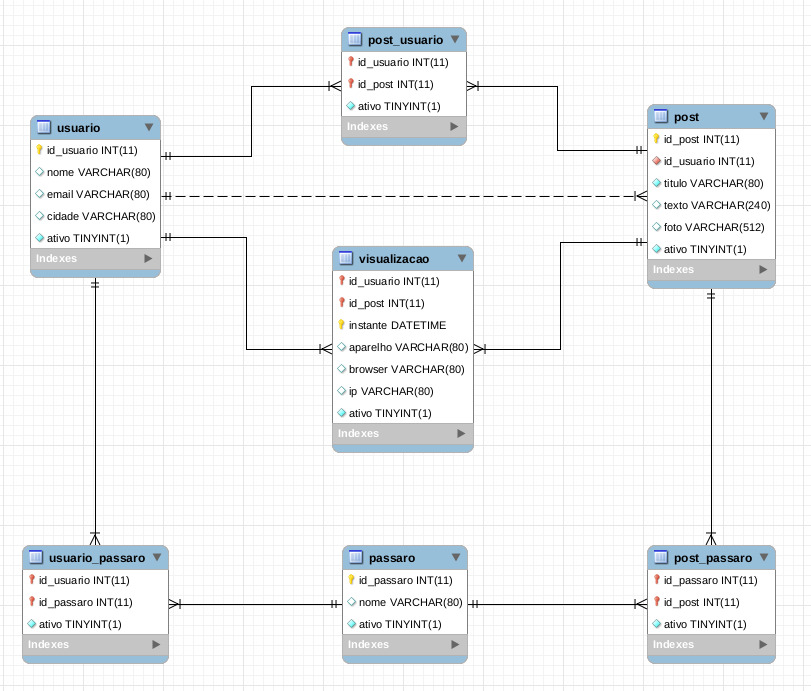 post_usuario
id_usuario INT(11)
id_post INT(11)
ativo TINYINT(1)
Indexes
usuario
id_usuario INT(11)
nome VARCHAR(80)
email VARCHAR(80)
cidade VARCHAR(80)
ativo TINYINT(1)
Indexes
post
id_post INT(11)
id_usuario INT(11)
titulo VARCHAR(80)
texto VARCHAR(240)
foto VARCHAR(512)
ativo TINYINT(1)
Indexes
visualizacao
id_usuario INT(11)
id_post INT(11)
instante DATETIME
aparelho VARCHAR(80)
browser VARCHAR(80)
ip VARCHAR(80)
ativo TINYINT(1)
Indexes
usuario_passaro
id_usuario INT(11)
id_passaro INT(11)
ativo TINYINT(1)
Indexes
passaro
id_passaro INT(11)
nome VARCHAR(80)
ativo TINYINT(1)
Indexes
post_passaro
id_passaro INT(11)
id_post INT(11)
ativo TINYINT(1)
Indexes